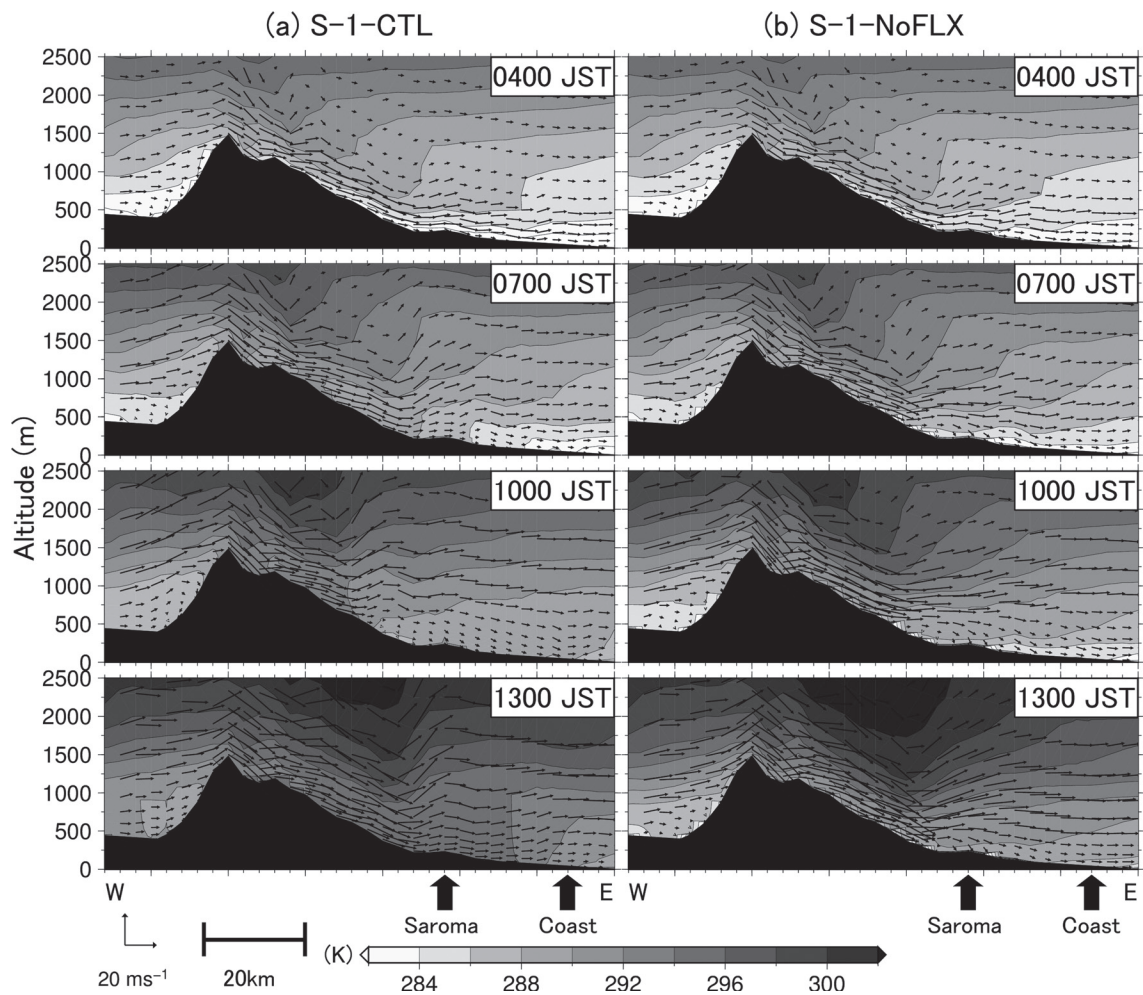 (a) S-1-CTL (b) S-1-NoFLX
2500 0400 JST 0400 JST
2000
1500
1000
500
0
2500 0700 JST 0700 JST
2000
1500
1000
500
0
Altitude (m)
2500 1000 JST 1000 JST
2000
1500
1000
500
0
2500 1300 JST 1300 JST
2000
1500
1000
500
0
W E W E
Saroma Coast Saroma Coast
20 ms⁻¹ 20km (K) 284 288 292 296 300